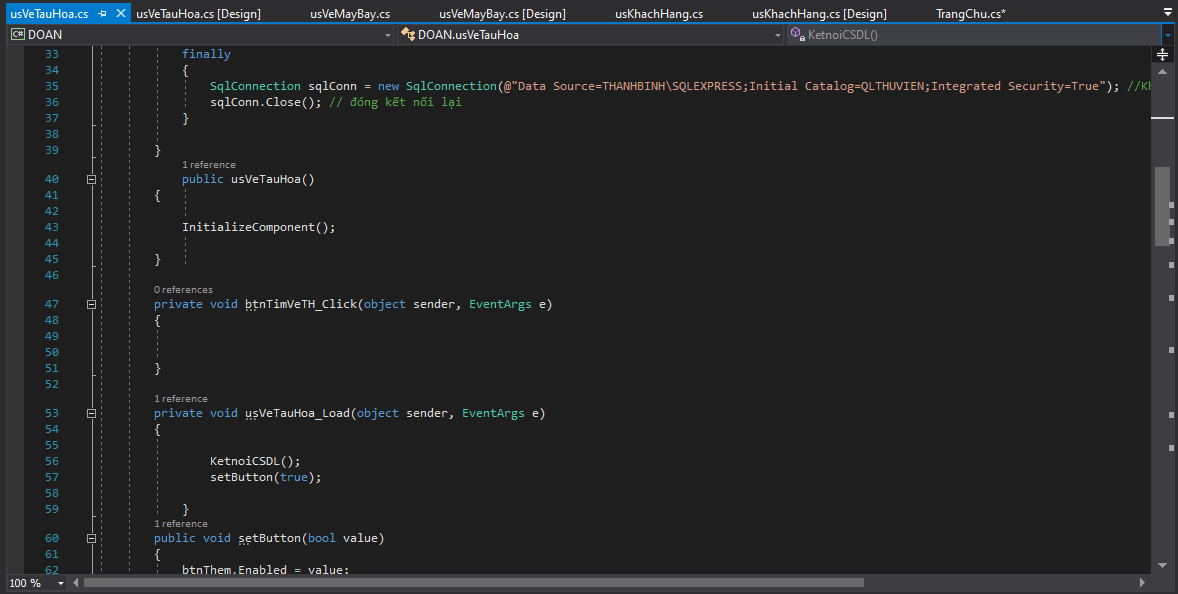 usVeTauHoa.cs usVeTauHoa.cs [Design] usVeMayBay.cs usVeMayBay.cs [Design] usKhachHang.cs usKhachHang.cs [Design] TrangChu.cs*
C# DOAN DOAN.usVeTauHoa KetnoiCSDL()
33 finally
34 {
35 SqlConnection sqlConn = new SqlConnection(@"Data Source=THANHBINH\SQLEXPRESS;Initial Catalog=QLTHUVIEN;Integrated Security=True"); //Kh
36 sqlConn.Close(); // đóng kết nối lại
37 }
38
39 }
1 reference
40 public usVeTauHoa()
41 {
42
43 InitializeComponent();
44
45 }
46
0 references
47 private void btnTimVeTH_Click(object sender, EventArgs e)
48 {
49
50
51 }
52
1 reference
53 private void usVeTauHoa_Load(object sender, EventArgs e)
54 {
55
56 KetnoiCSDL();
57 setButton(true);
58
59 }
1 reference
60 public void setButton(bool value)
61 {
62 btnThem.Enabled = value;
100 %